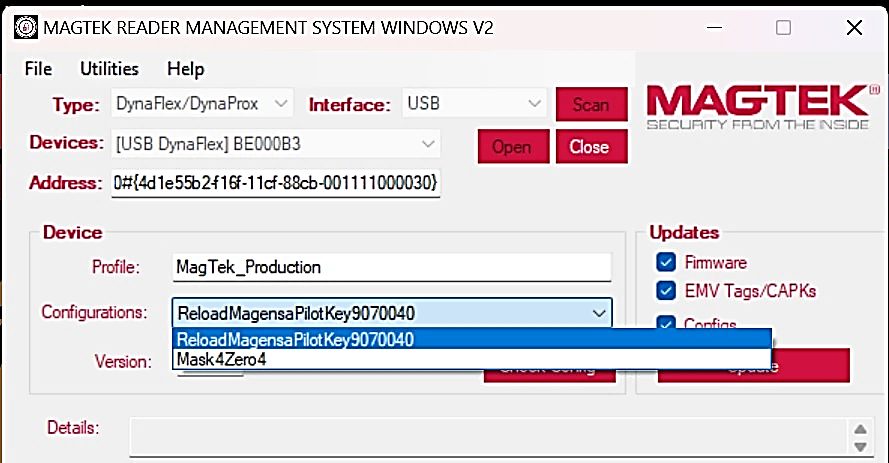 MAGTEK READER MANAGEMENT SYSTEM WINDOWS V2
File Utilities Help
Type: DynaFlex/DynaProx Interface: USB Scan
MAGTEK®
SECURITY FROM THE INSIDE
Devices: [USB DynaFlex] BE000B3 Open Close
Address: 0#{4d1e55b2-f16f-11cf-88cb-001111000030}
Device
Profile: MagTek_Production
Configurations: ReloadMagensaPilotKey9070040
ReloadMagensaPilotKey9070040
Mask4Zero4
Version: Check Config
Updates
Firmware
EMV Tags/CAPKs
Configs
Update
Details: